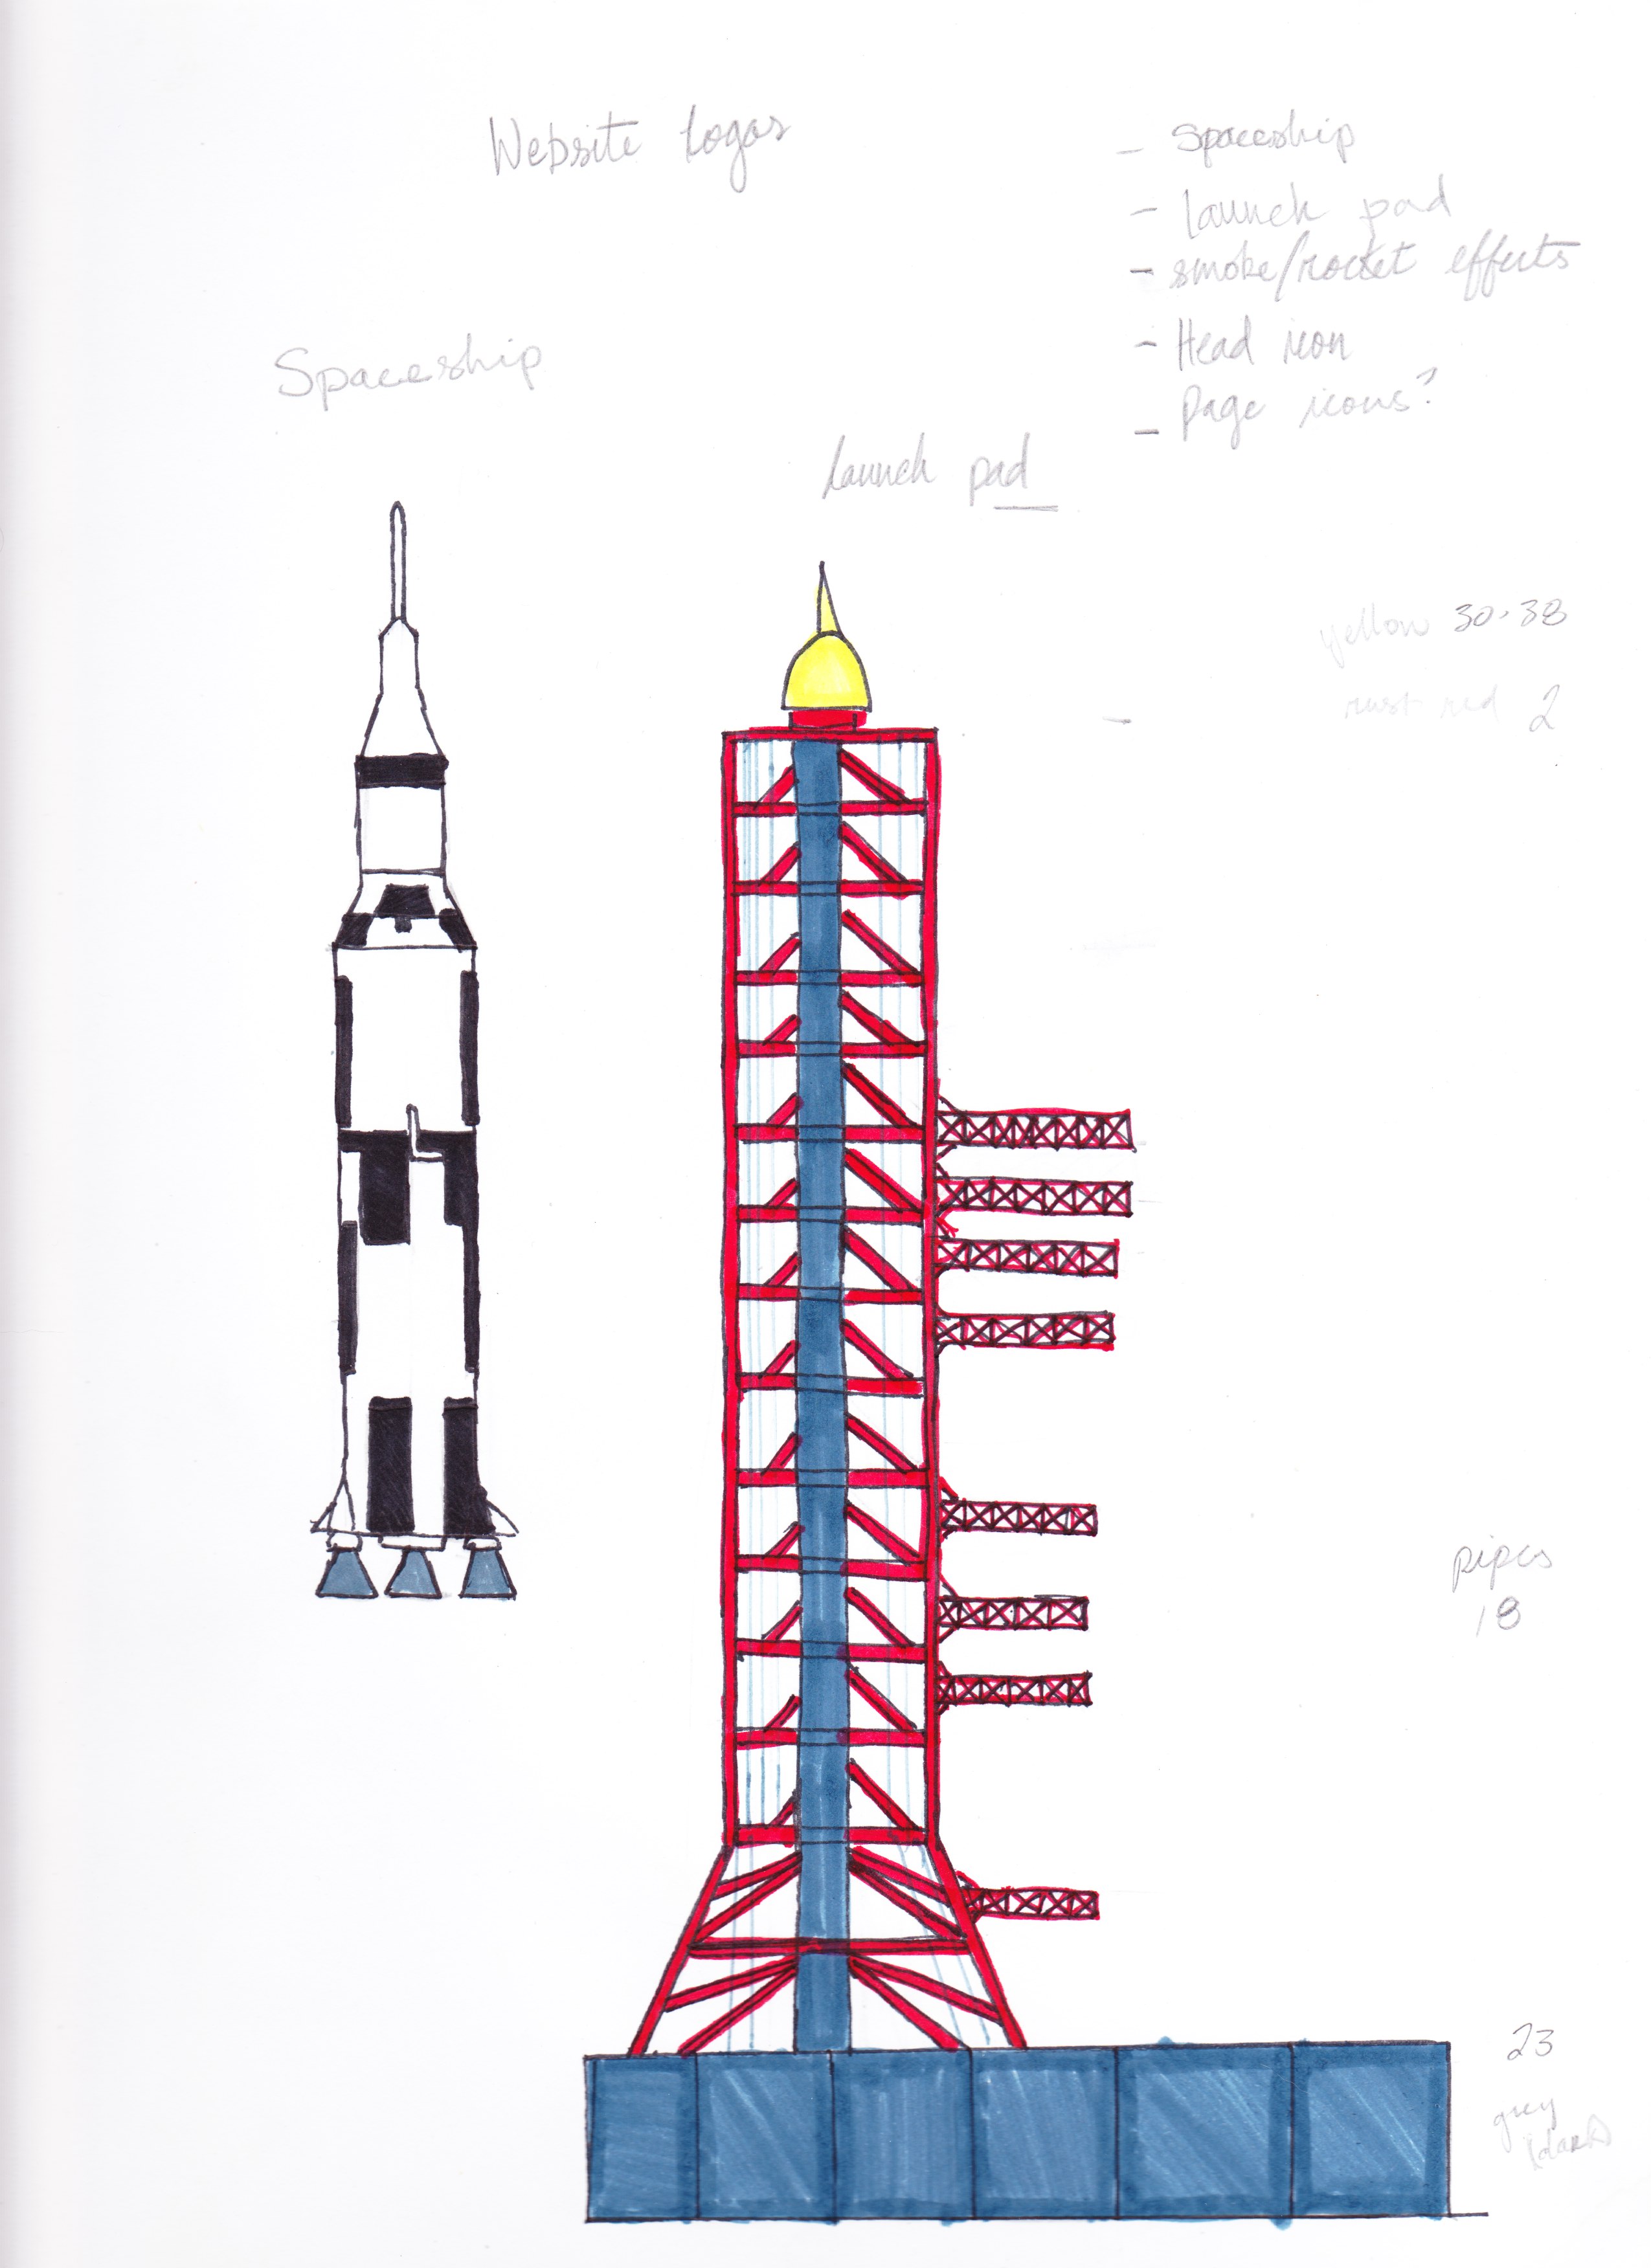 Website Logos
- Spaceship
- Launch pad
- smoke/rocket effects
- Head icon
- Page icons?
Spaceship
Launch pad
yellow 30-38
rust red 2
pipes
18
23
grey
(dark)